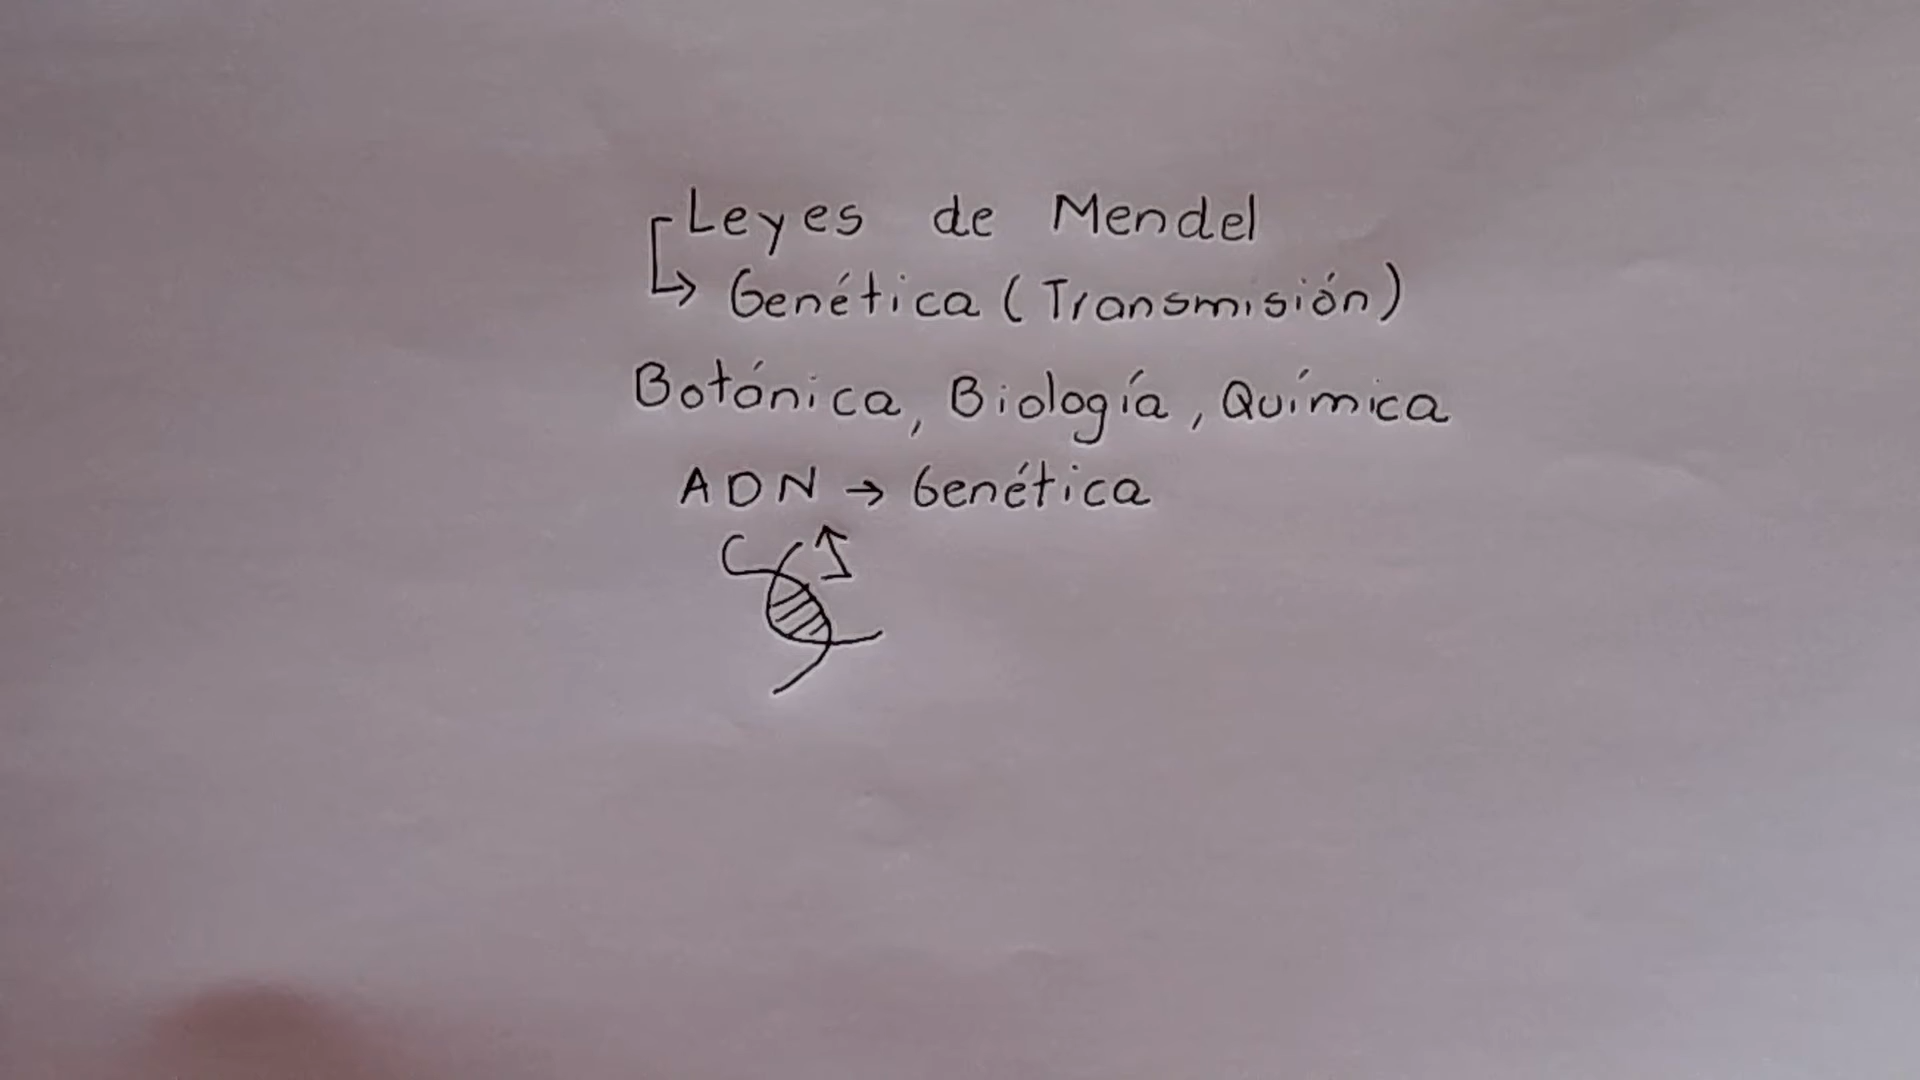 Leyes de Mendel
→ Genética (Transmisión)
Botánica, Biología, Química
ADN → Genética